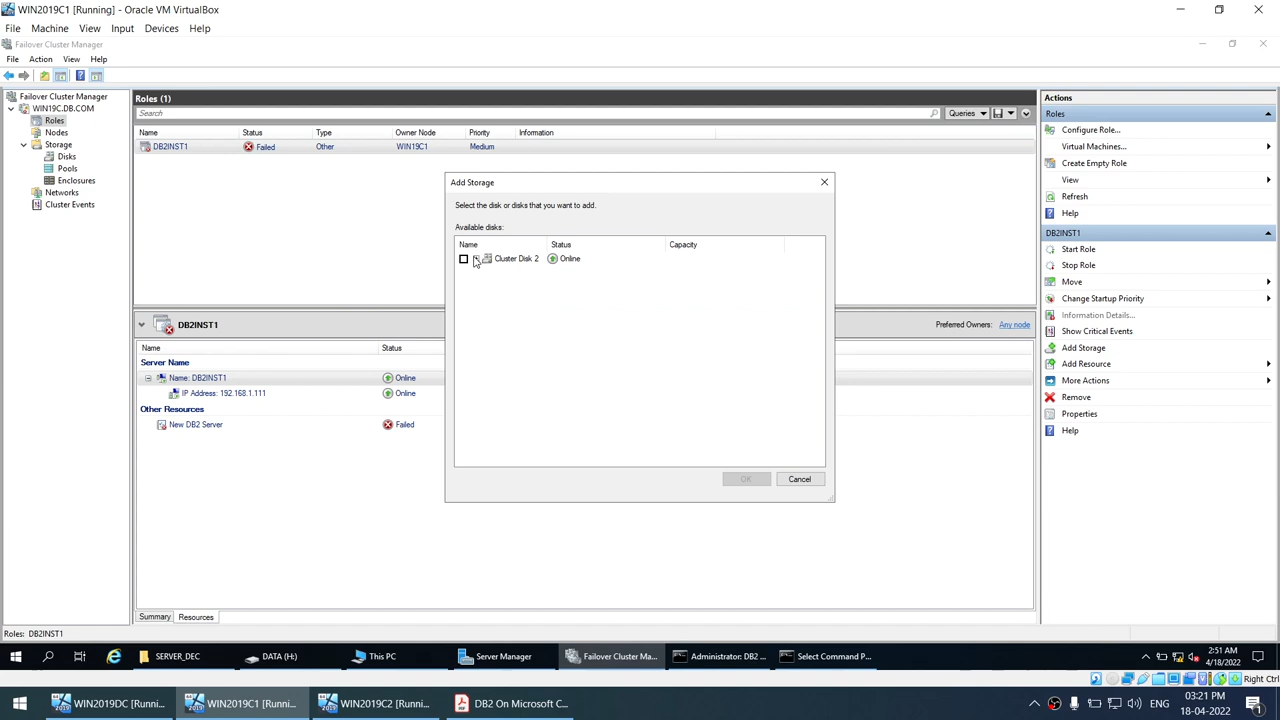 WIN2019C1 [Running] - Oracle VM VirtualBox
File Machine View Input Devices Help
Failover Cluster Manager
File Action View Help
Failover Cluster Manager
WIN19C.DB.COM
Roles
Nodes
Storage
Disks
Pools
Enclosures
Networks
Cluster Events
Roles (1)
Search
Queries
Name Status Type Owner Node Priority Information
DB2INST1 Failed Other WIN19C1 Medium
Add Storage
Select the disk or disks that you want to add.
Available disks:
Name Status Capacity
Cluster Disk 2 Online
OK Cancel
DB2INST1
Preferred Owners: Any node
Name Status
Server Name
Name: DB2INST1 Online
IP Address: 192.168.1.111 Online
Other Resources
New DB2 Server Failed
Summary Resources
Actions
Roles
Configure Role...
Virtual Machines...
Create Empty Role
View
Refresh
Help
DB2INST1
Start Role
Stop Role
Move
Change Startup Priority
Information Details...
Show Critical Events
Add Storage
Add Resource
More Actions
Remove
Properties
Help
Roles: DB2INST1
SERVER_DEC DATA (H:) This PC Server Manager Failover Cluster Ma... Administrator: DB2 ... Select Command P...
2:51 AM
4/18/2022
Right Ctrl
WIN2019DC [Runni... WIN2019C1 [Runni... WIN2019C2 [Runni... DB2 On Microsoft C...
ENG
03:21 PM
18-04-2022